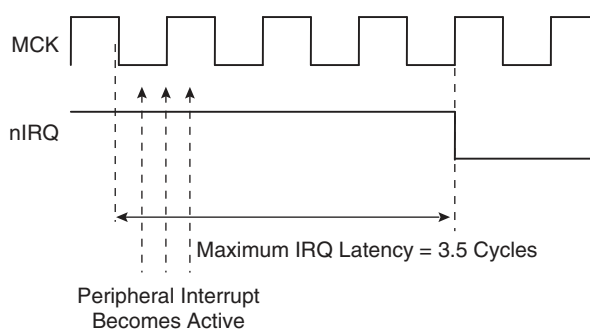 MCK
nIRQ
Maximum IRQ Latency = 3.5 Cycles
Peripheral Interrupt
Becomes Active